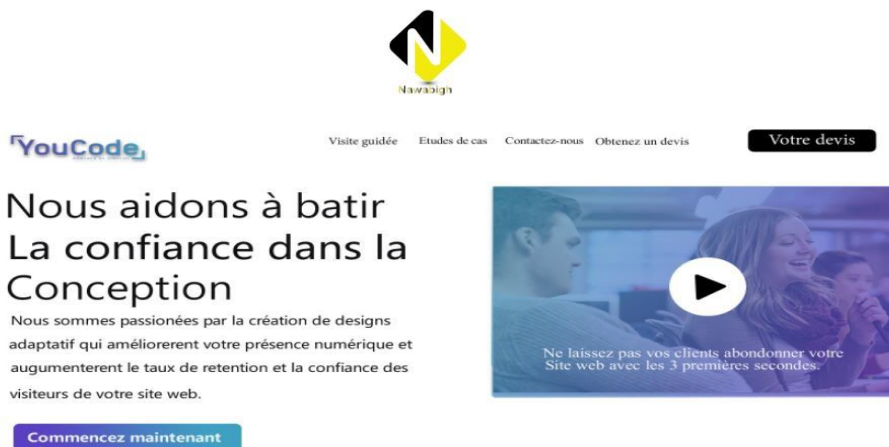 Nawabigh
YouCode
Visite guidée Etudes de cas Contactez-nous Obtenez un devis
Votre devis
Nous aidons à batir
La confiance dans la
Conception
Nous sommes passionées par la création de designs
adaptatif qui améliorerent votre présence numérique et
augumenterent le taux de retention et la confiance des
visiteurs de votre site web.
Commencez maintenant
Ne laissez pas vos clients abondonner votre
Site web avec les 3 premières secondes.